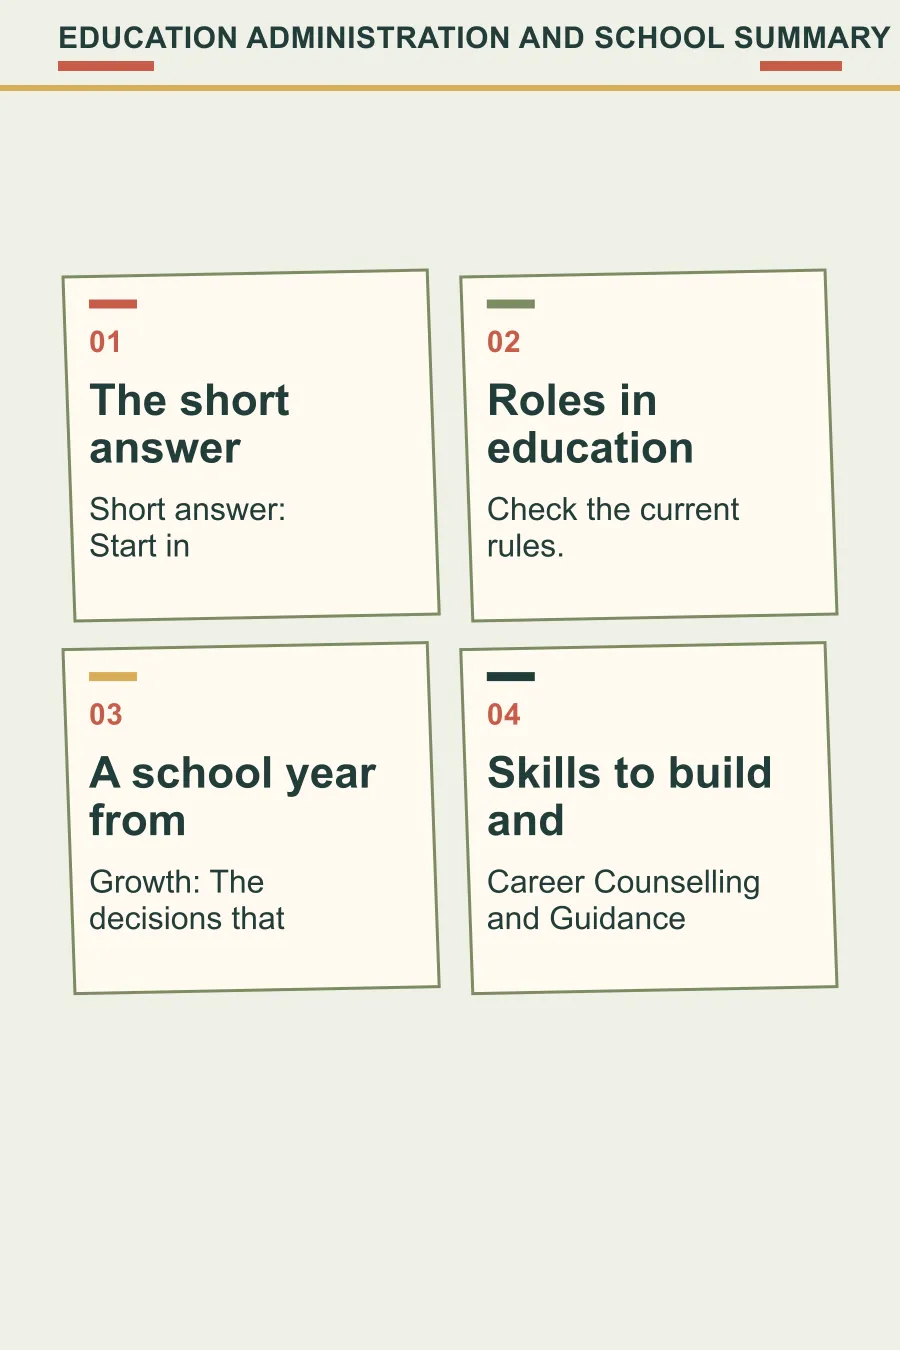 EDUCATION ADMINISTRATION AND SCHOOL SUMMARY
01
The short
answer
Short answer:
Start in
02
Roles in
education
Check the current
rules.
03
A school year
from
Growth: The
decisions that
04
Skills to build
and
Career Counselling
and Guidance